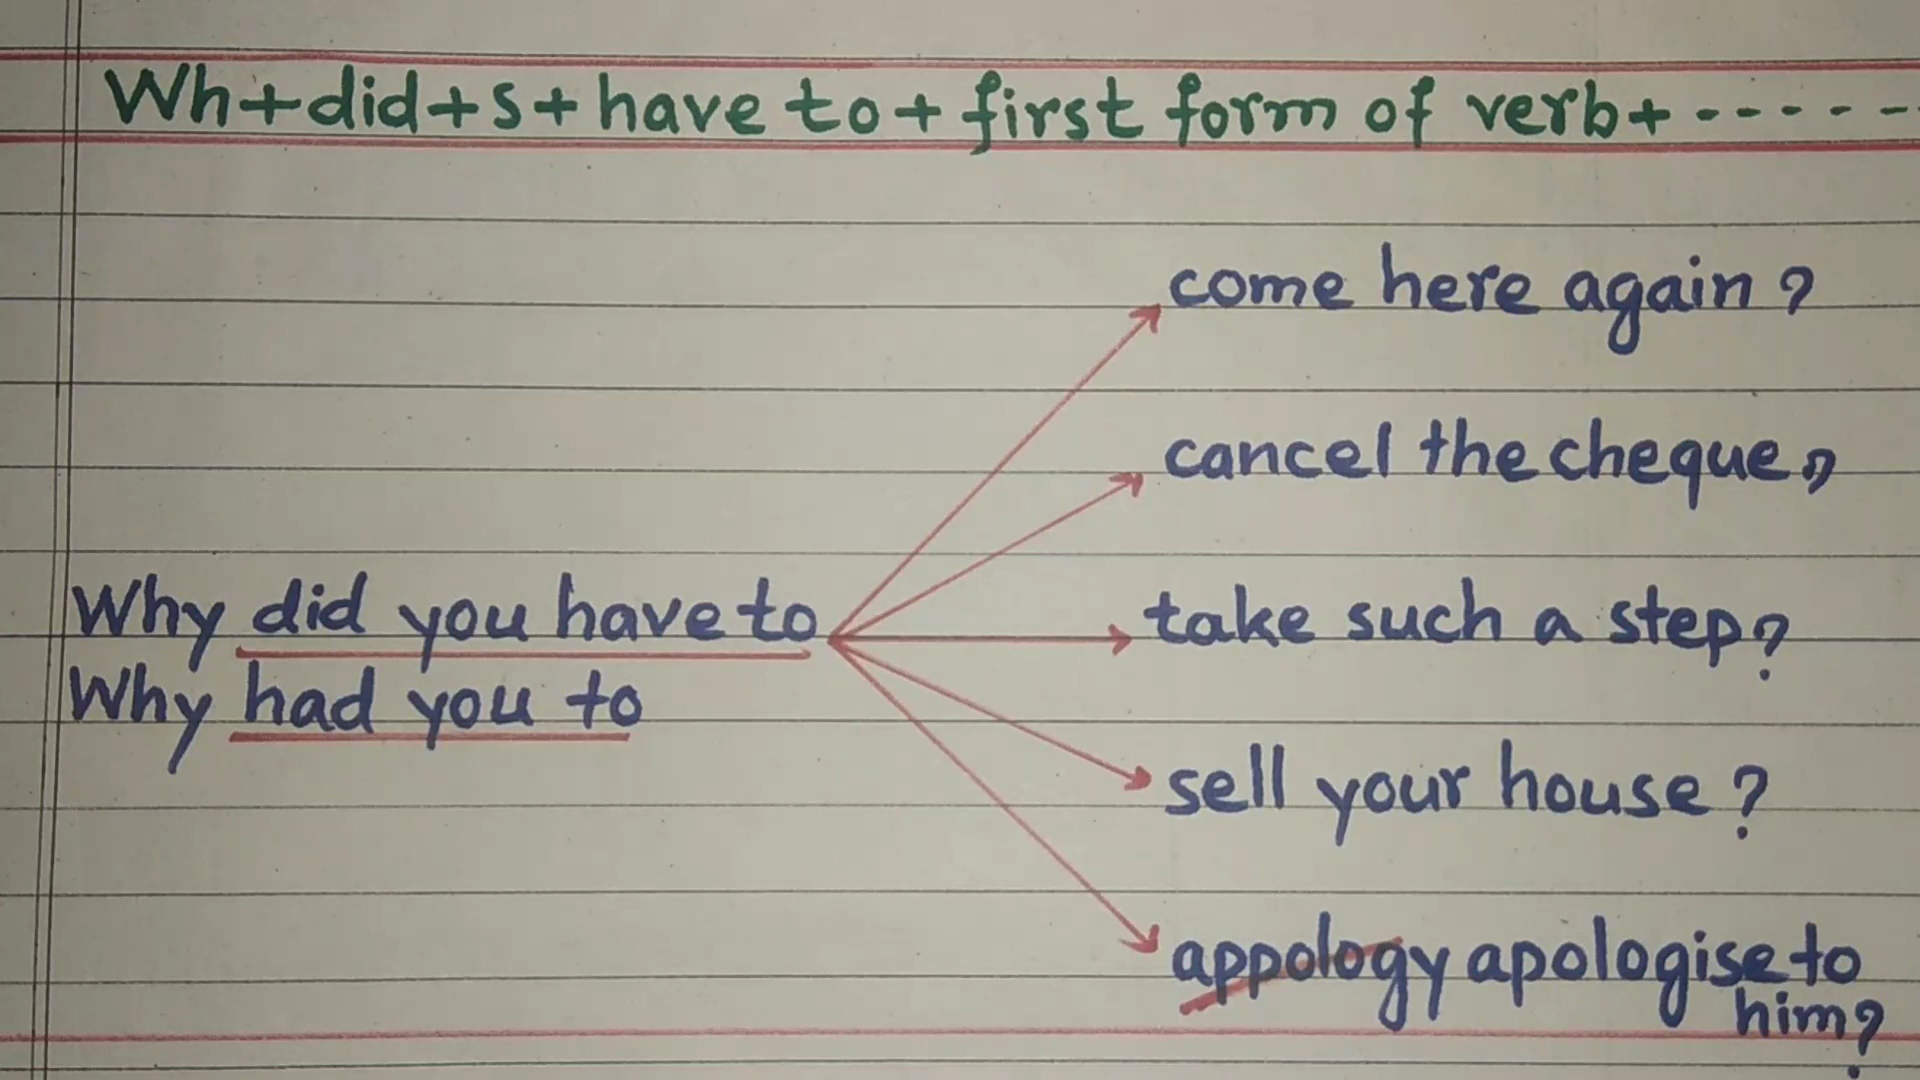 Wh+did+s+have to+first form of verb+------
come here again?
cancel the cheque?
Why did you have to
take such a step?
Why had you to
sell your house?
appology apologise to
him?